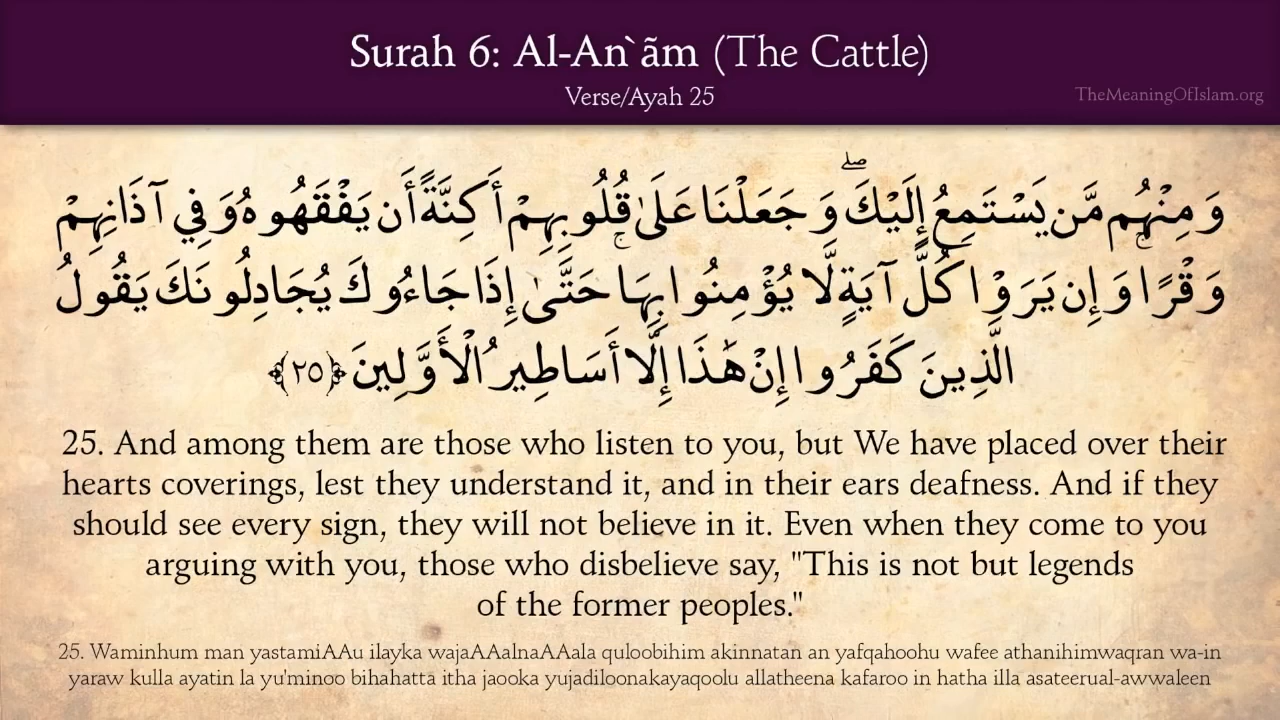 Surah 6: Al-An`ãm (The Cattle)
Verse/Ayah 25
TheMeaningOfIslam.org
وَمِنْهُم مَّن يَسْتَمِعُ إِلَيْكَ ۖ وَجَعَلْنَا عَلَىٰ قُلُوبِهِمْ أَكِنَّةً أَن يَفْقَهُوهُ وَفِي آذَانِهِمْ
وَقْرًا ۚ وَإِن يَرَوْا كُلَّ آيَةٍ لَّا يُؤْمِنُوا بِهَا ۚ حَتَّىٰ إِذَا جَاءُوكَ يُجَادِلُونَكَ يَقُولُ
الَّذِينَ كَفَرُوا إِنْ هَٰذَا إِلَّا أَسَاطِيرُ الْأَوَّلِينَ ﴿٢٥﴾
25. And among them are those who listen to you, but We have placed over their
hearts coverings, lest they understand it, and in their ears deafness. And if they
should see every sign, they will not believe in it. Even when they come to you
arguing with you, those who disbelieve say, "This is not but legends
of the former peoples."
25. Waminhum man yastamiAAu ilayka wajaAAalnaAAala quloobihim akinnatan an yafqahoohu wafee athanihimwaqran wa-in
yaraw kulla ayatin la yu'minoo bihahatta itha jaooka yujadiloonakayaqoolu allatheena kafaroo in hatha illa asateerual-awwaleen